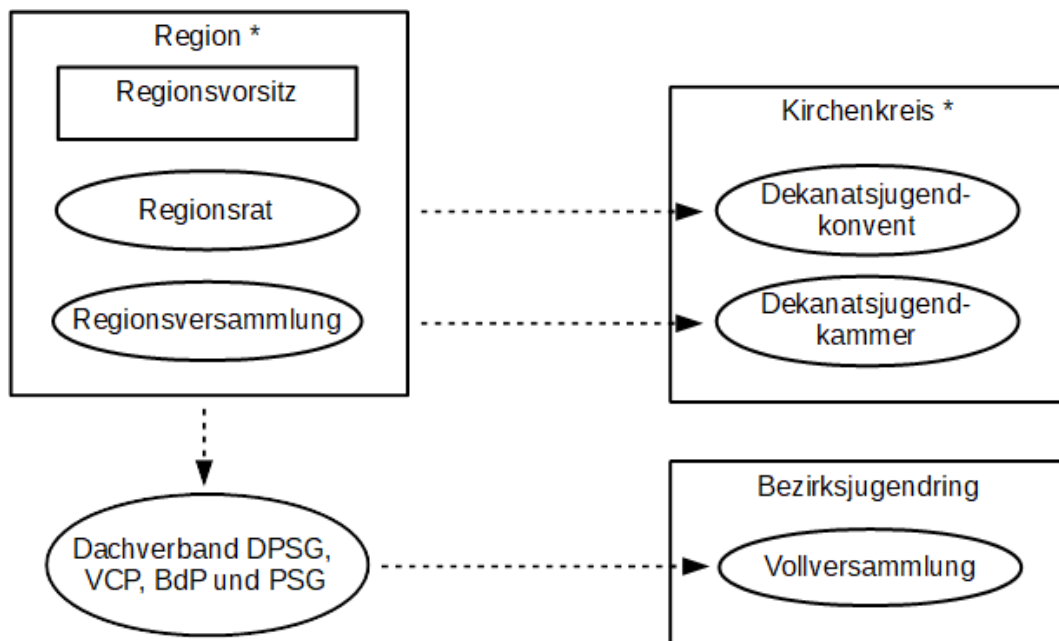 Region *
Regionsvorsitz
Regionsrat
Regionsversammlung
Dachverband DPSG,
VCP, BdP und PSG
Kirchenkreis *
Dekanatsjugend-
konvent
Dekanatsjugend-
kammer
Bezirksjugendring
Vollversammlung